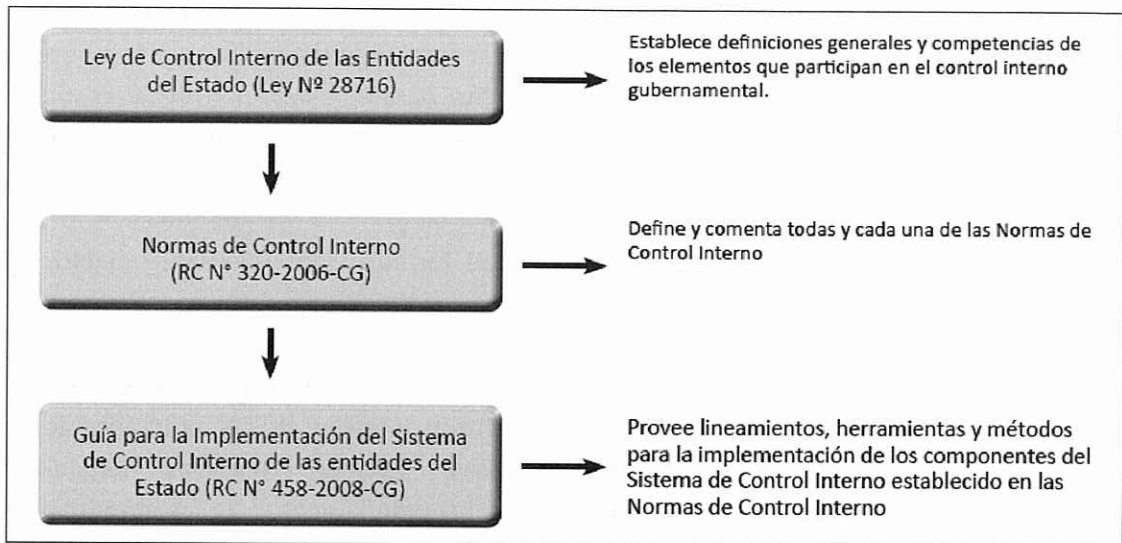 Ley de Control Interno de las Entidades
del Estado (Ley Nº 28716)
Establece definiciones generales y competencias de
los elementos que participan en el control interno
gubernamental.
Normas de Control Interno
(RC N° 320-2006-CG)
Define y comenta todas y cada una de las Normas de
Control Interno
Guía para la Implementación del Sistema
de Control Interno de las entidades del
Estado (RC N° 458-2008-CG)
Provee lineamientos, herramientas y métodos
para la implementación de los componentes del
Sistema de Control Interno establecido en las
Normas de Control Interno